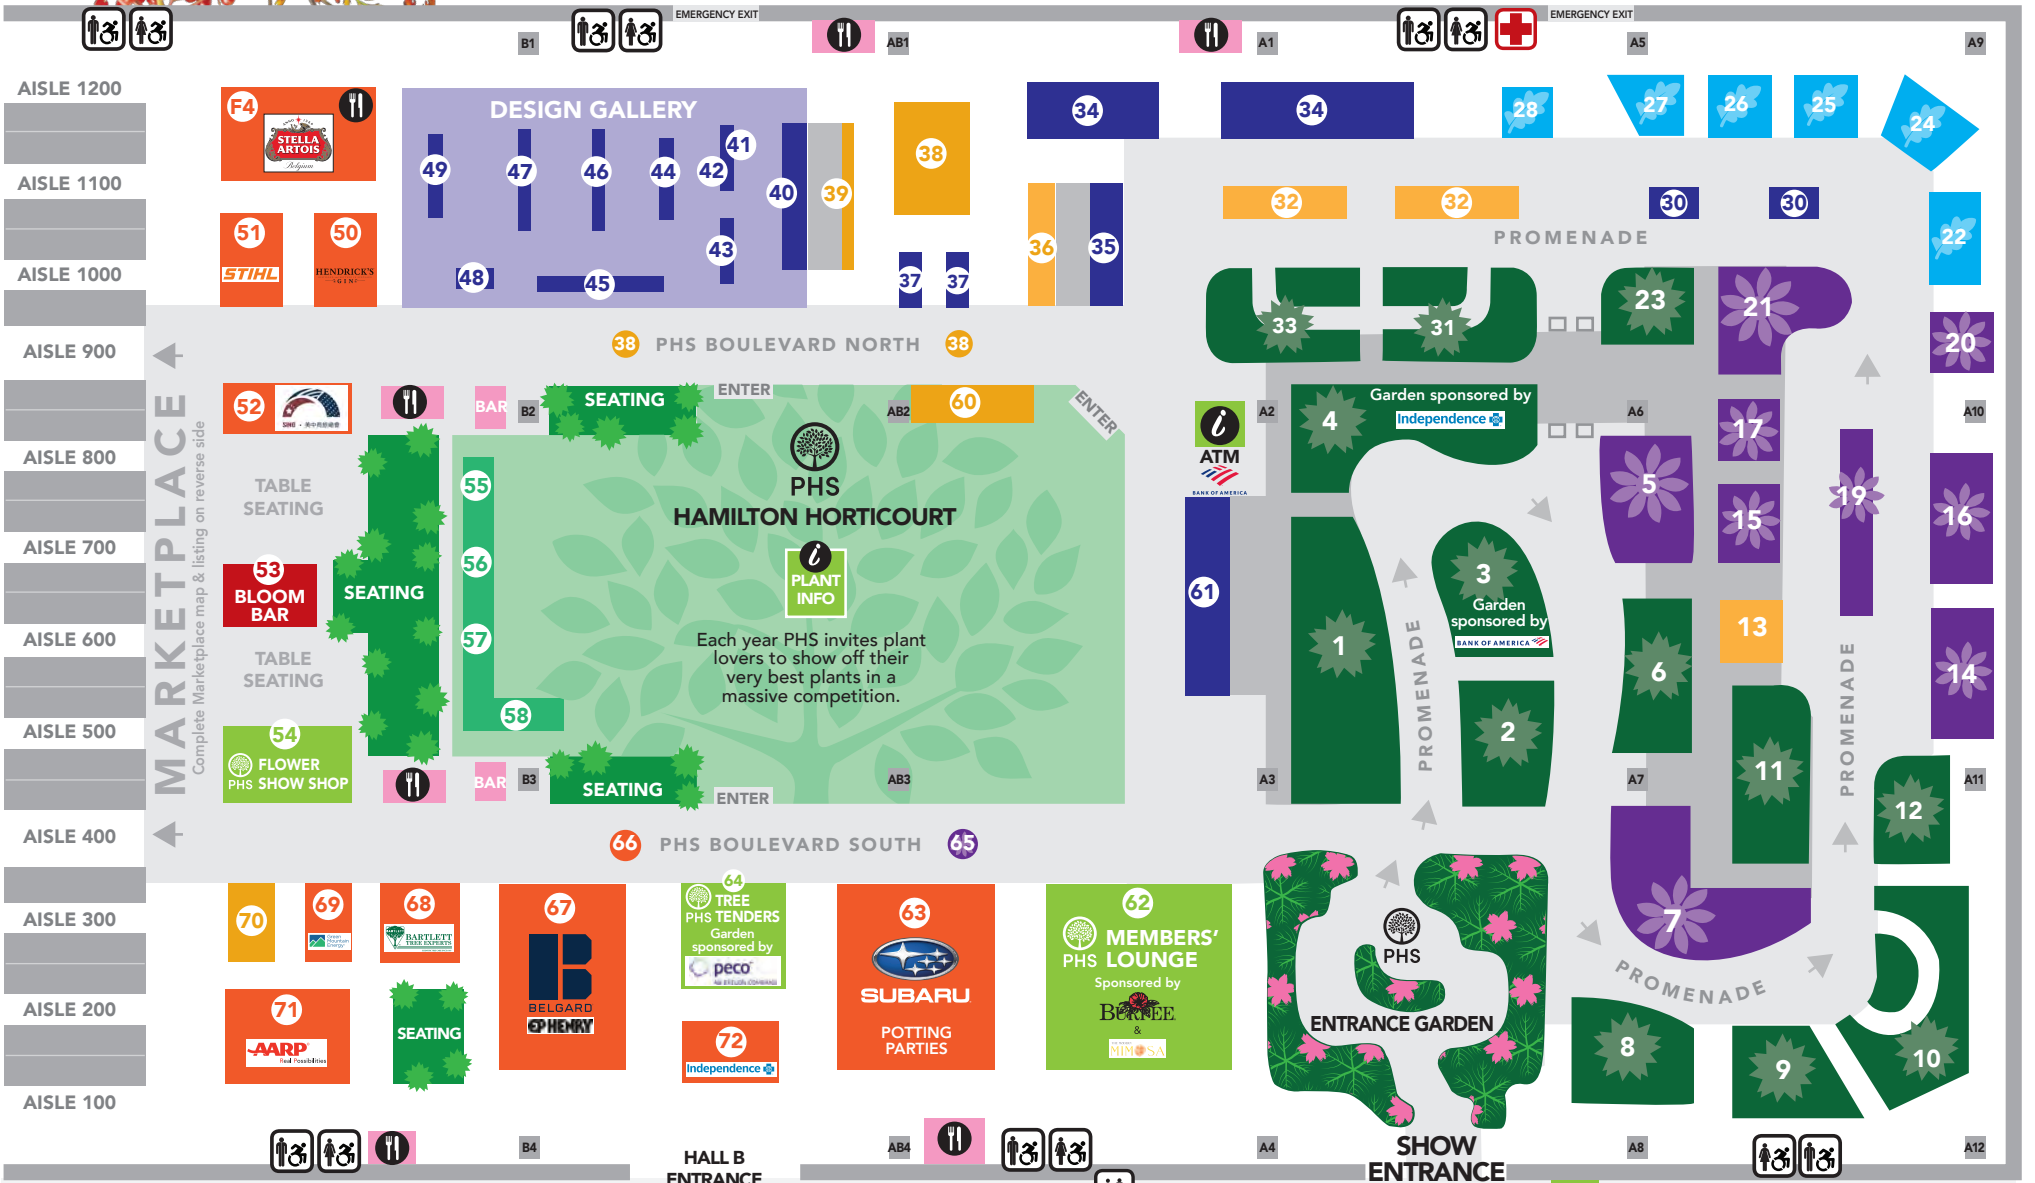 EMERGENCY EXIT
EMERGENCY EXIT
B1
AB1
A1
A5
A9
AISLE 1200
AISLE 1100
AISLE 1000
AISLE 900
AISLE 800
AISLE 700
AISLE 600
AISLE 500
AISLE 400
AISLE 300
AISLE 200
AISLE 100
F4
STELLA
ARTOIS
Belgium
51
STIHL
50
HENDRICK'S
GIN
DESIGN GALLERY
49
47
46
44
42
41
43
40
39
48
45
38
37
37
34
34
36
35
32
32
30
30
28
27
26
25
24
22
PROMENADE
33
31
23
21
20
38
PHS BOULEVARD NORTH
38
MARKETPLACE
Complete Marketplace map & listing on reverse side
52
BAR
B2
SEATING
ENTER
AB2
60
ENTER
TABLE
SEATING
55
56
57
58
PHS
HAMILTON HORTICOURT
PLANT
INFO
Each year PHS invites plant
lovers to show off their
very best plants in a
massive competition.
53
BLOOM
BAR
SEATING
TABLE
SEATING
54
PHS
FLOWER
SHOW SHOP
BAR
B3
SEATING
ENTER
AB3
A2
ATM
BANK OF AMERICA
61
A3
4
Garden sponsored by
Independence
A6
A10
17
5
15
19
16
3
Garden
sponsored by
BANK OF AMERICA
1
PROMENADE
2
6
13
14
PROMENADE
A7
11
A11
12
66
PHS BOULEVARD SOUTH
65
70
69
Green
Mountain
Energy
68
BARTLETT
TREE EXPERTS
67
BELGARD
EP HENRY
64
PHS
TREE
TENDERS
Garden
sponsored by
peco
63
SUBARU
POTTING
PARTIES
62
PHS
MEMBERS'
LOUNGE
Sponsored by
BURPEE
&
MIMOSA
71
AARP
Real Possibilities
SEATING
72
Independence
PHS
ENTRANCE GARDEN
7
PROMENADE
8
9
10
B4
HALL B
ENTRANCE
AB4
A4
SHOW
ENTRANCE
A8
A12